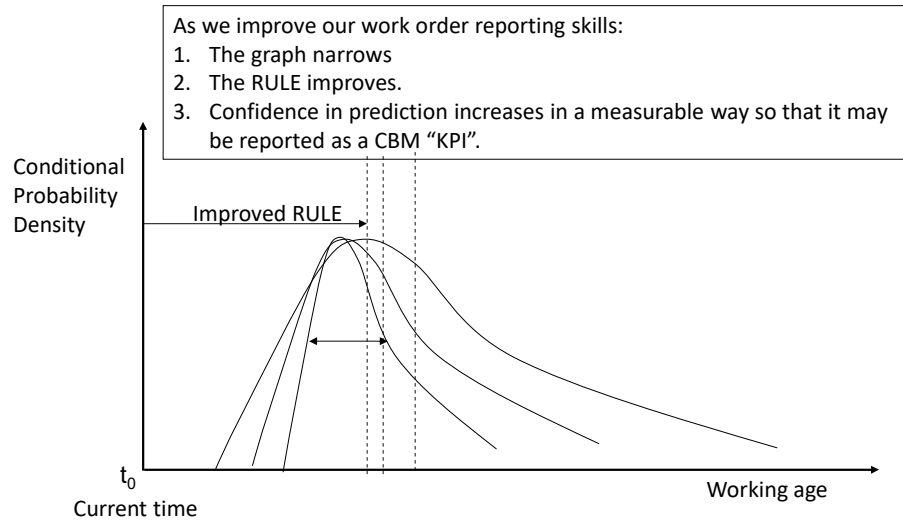 As we improve our work order reporting skills:
1. The graph narrows
2. The RULE improves.
3. Confidence in prediction increases in a measurable way so that it may
be reported as a CBM “KPI”.
Conditional
Probability
Density
Improved RULE
t0
Current time
Working age